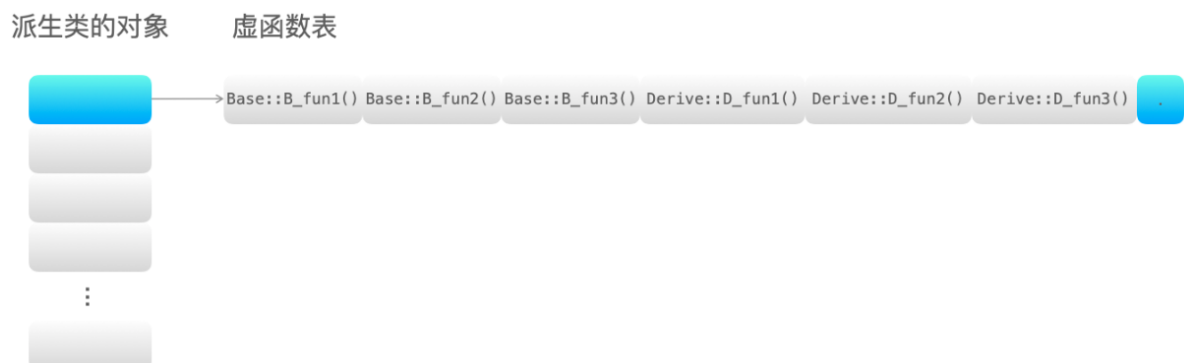 派生类的对象 虚函数表
Base::B_fun1() Base::B_fun2() Base::B_fun3() Derive::D_fun1() Derive::D_fun2() Derive::D_fun3() .
⋮